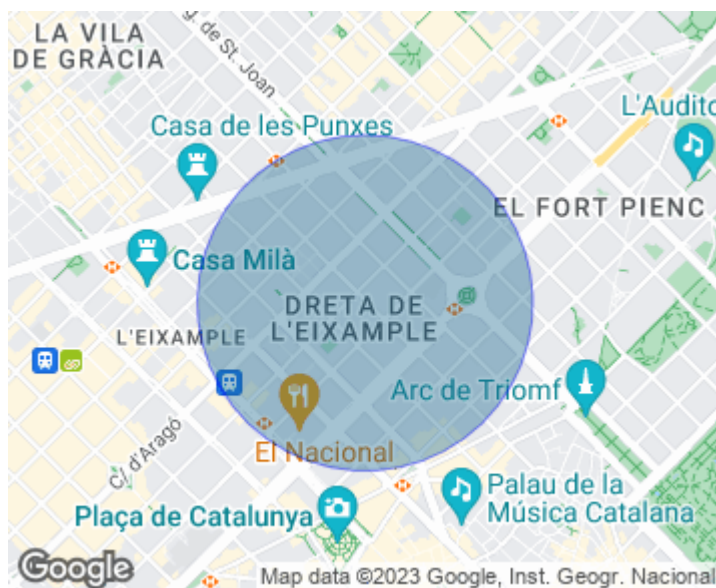 LA VILA
DE GRÀCIA
g. de St. Joan
Casa de les Punxes
L'Audito
EL FORT PIENC
Casa Milà
DRETA DE
L'EIXAMPLE
L'EIXAMPLE
Arc de Triomf
El Nacional
C/ d'Aragó
Plaça de Catalunya
Palau de la
Música Catalana
Google
Map data ©2023 Google, Inst. Geogr. Nacional